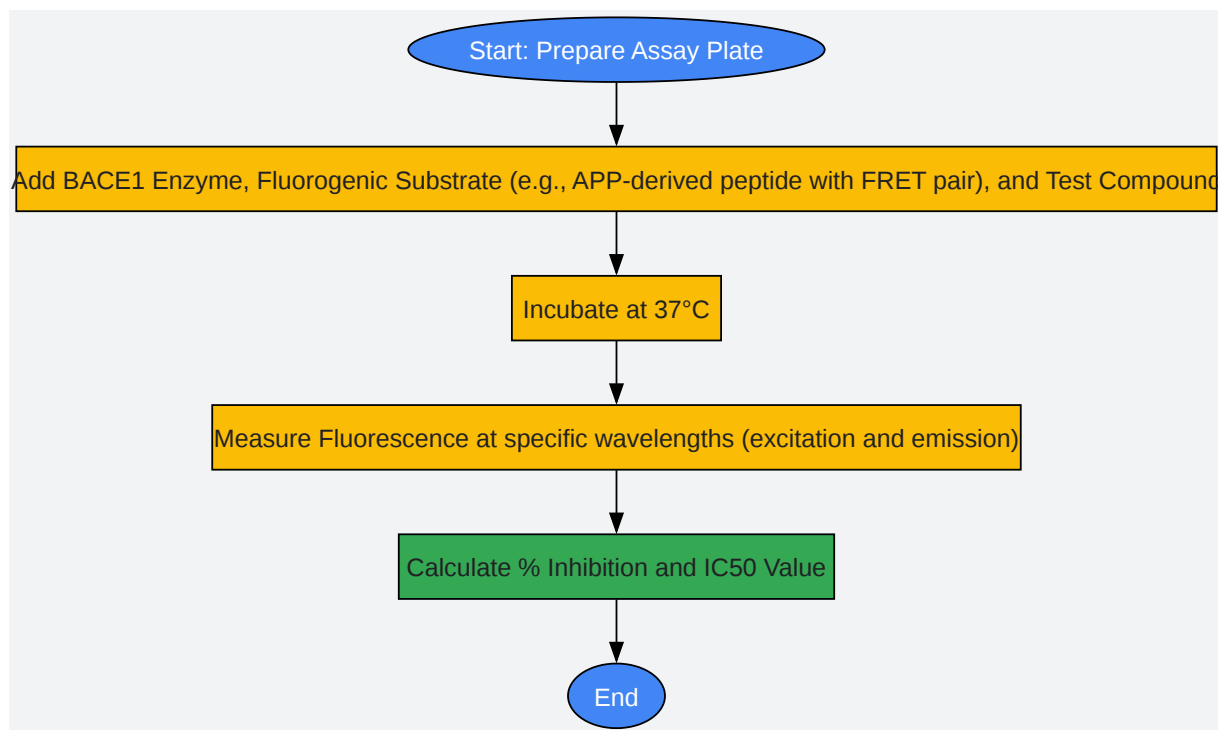 Start: Prepare Assay Plate
Add BACE1 Enzyme, Fluorogenic Substrate (e.g., APP-derived peptide with FRET pair), and Test Compound
Incubate at 37°C
Measure Fluorescence at specific wavelengths (excitation and emission)
Calculate % Inhibition and IC50 Value
End